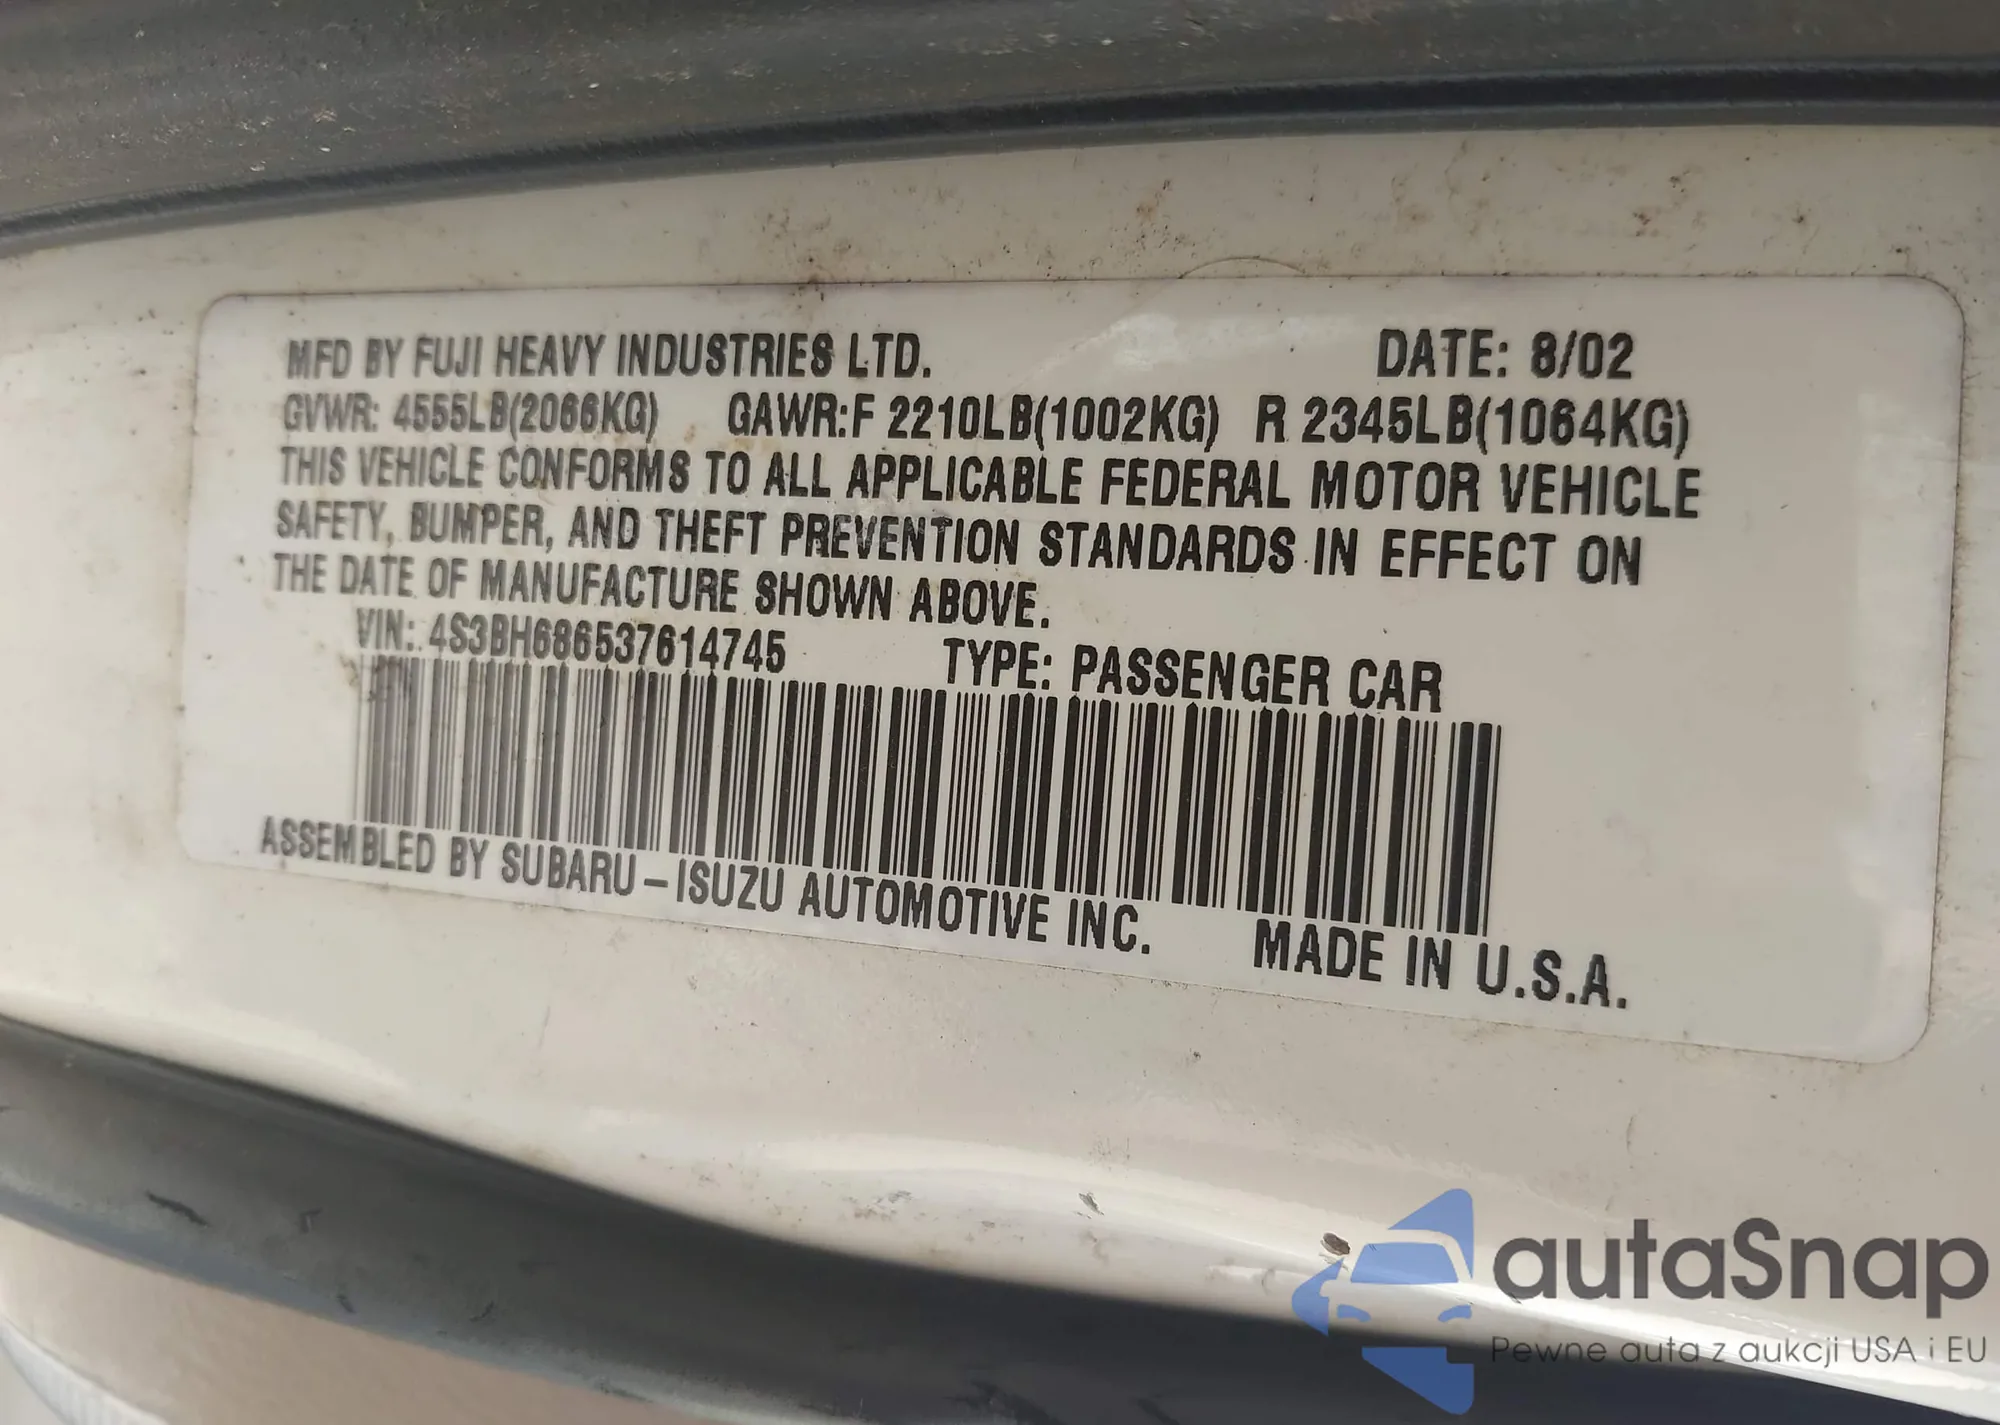 MFD BY FUJI HEAVY INDUSTRIES LTD. DATE: 8/02
GVWR: 4555LB(2066KG) GAWR:F 2210LB(1002KG) R 2345LB(1064KG)
THIS VEHICLE CONFORMS TO ALL APPLICABLE FEDERAL MOTOR VEHICLE
SAFETY, BUMPER, AND THEFT PREVENTION STANDARDS IN EFFECT ON
THE DATE OF MANUFACTURE SHOWN ABOVE.
VIN: 4S3BH686537614745 TYPE: PASSENGER CAR
ASSEMBLED BY SUBARU-ISUZU AUTOMOTIVE INC. MADE IN U.S.A.
autaSnap
Pewne auta z aukcji USA i EU